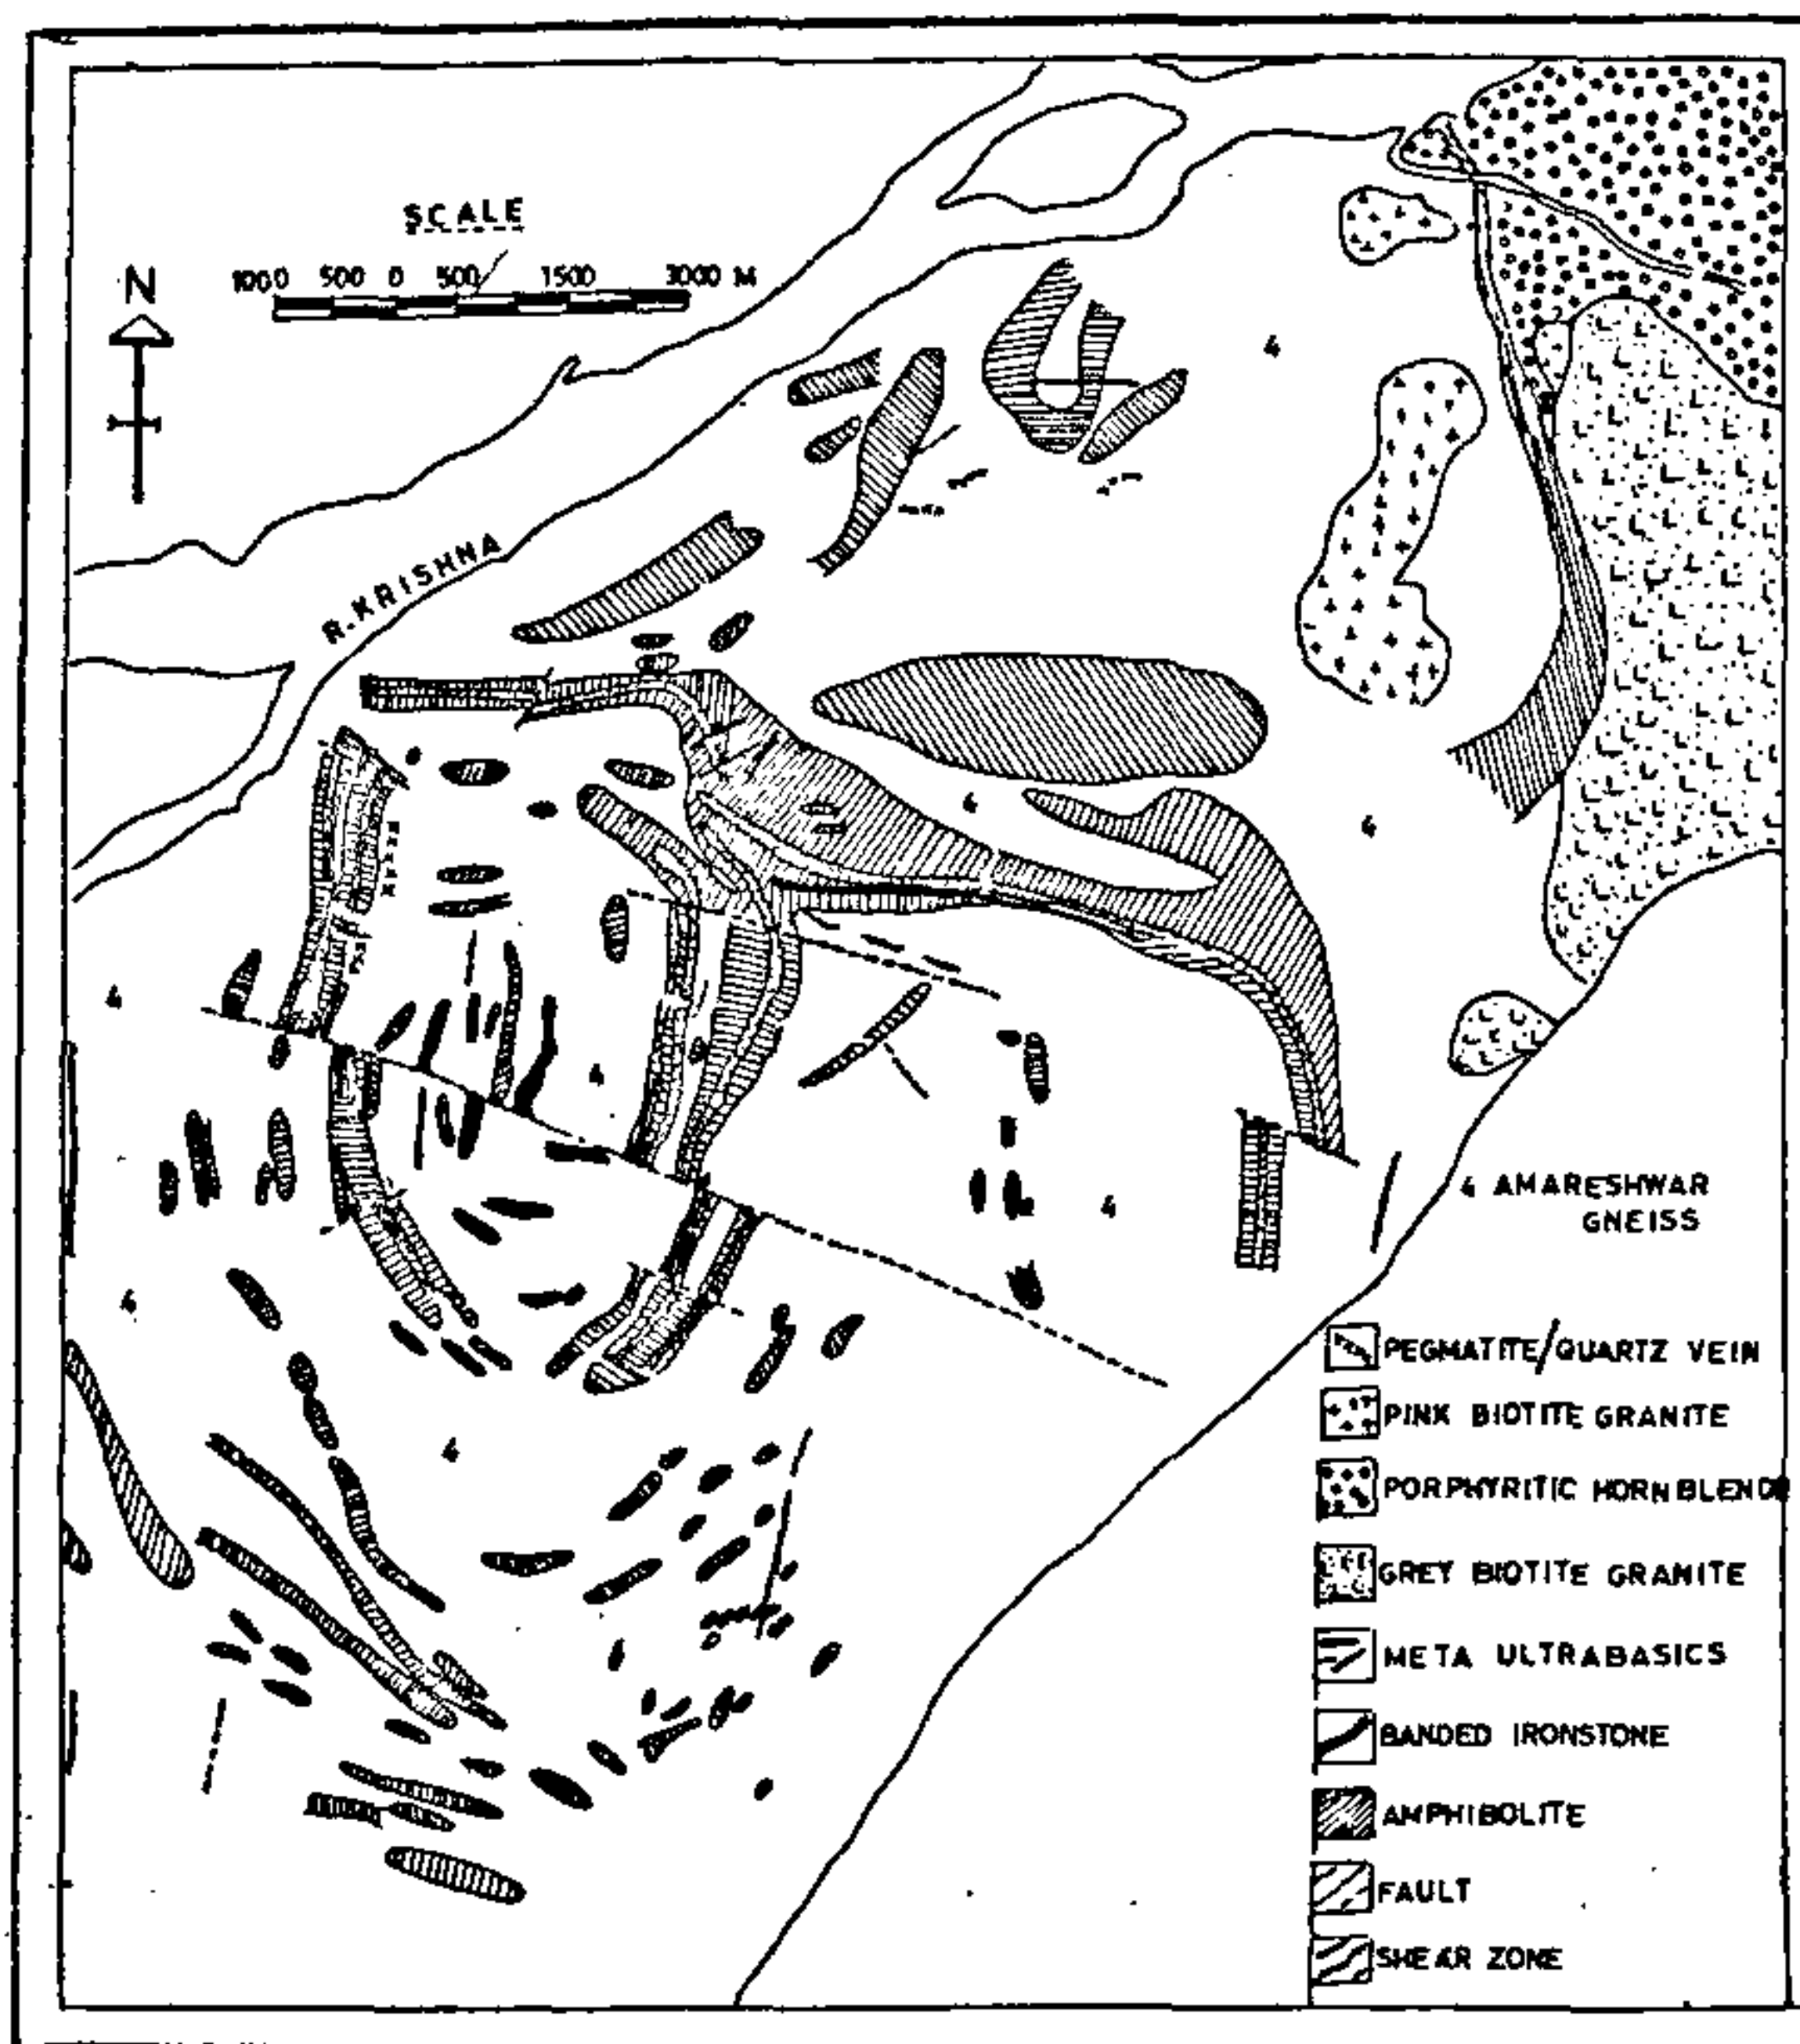 SCALE
1000 500 0 500 1500 3000 M
N
R. KRISHNA
4
4
4
4
4
4
4
4
4
4 AMARESHWAR
GNEISS
PEGMATITE/QUARTZ VEIN
PINK BIOTITE GRANITE
PORPHYRITIC HORNBLENDE
GREY BIOTITE GRANITE
META ULTRABASICS
BANDED IRONSTONE
AMPHIBOLITE
FAULT
SHEAR ZONE